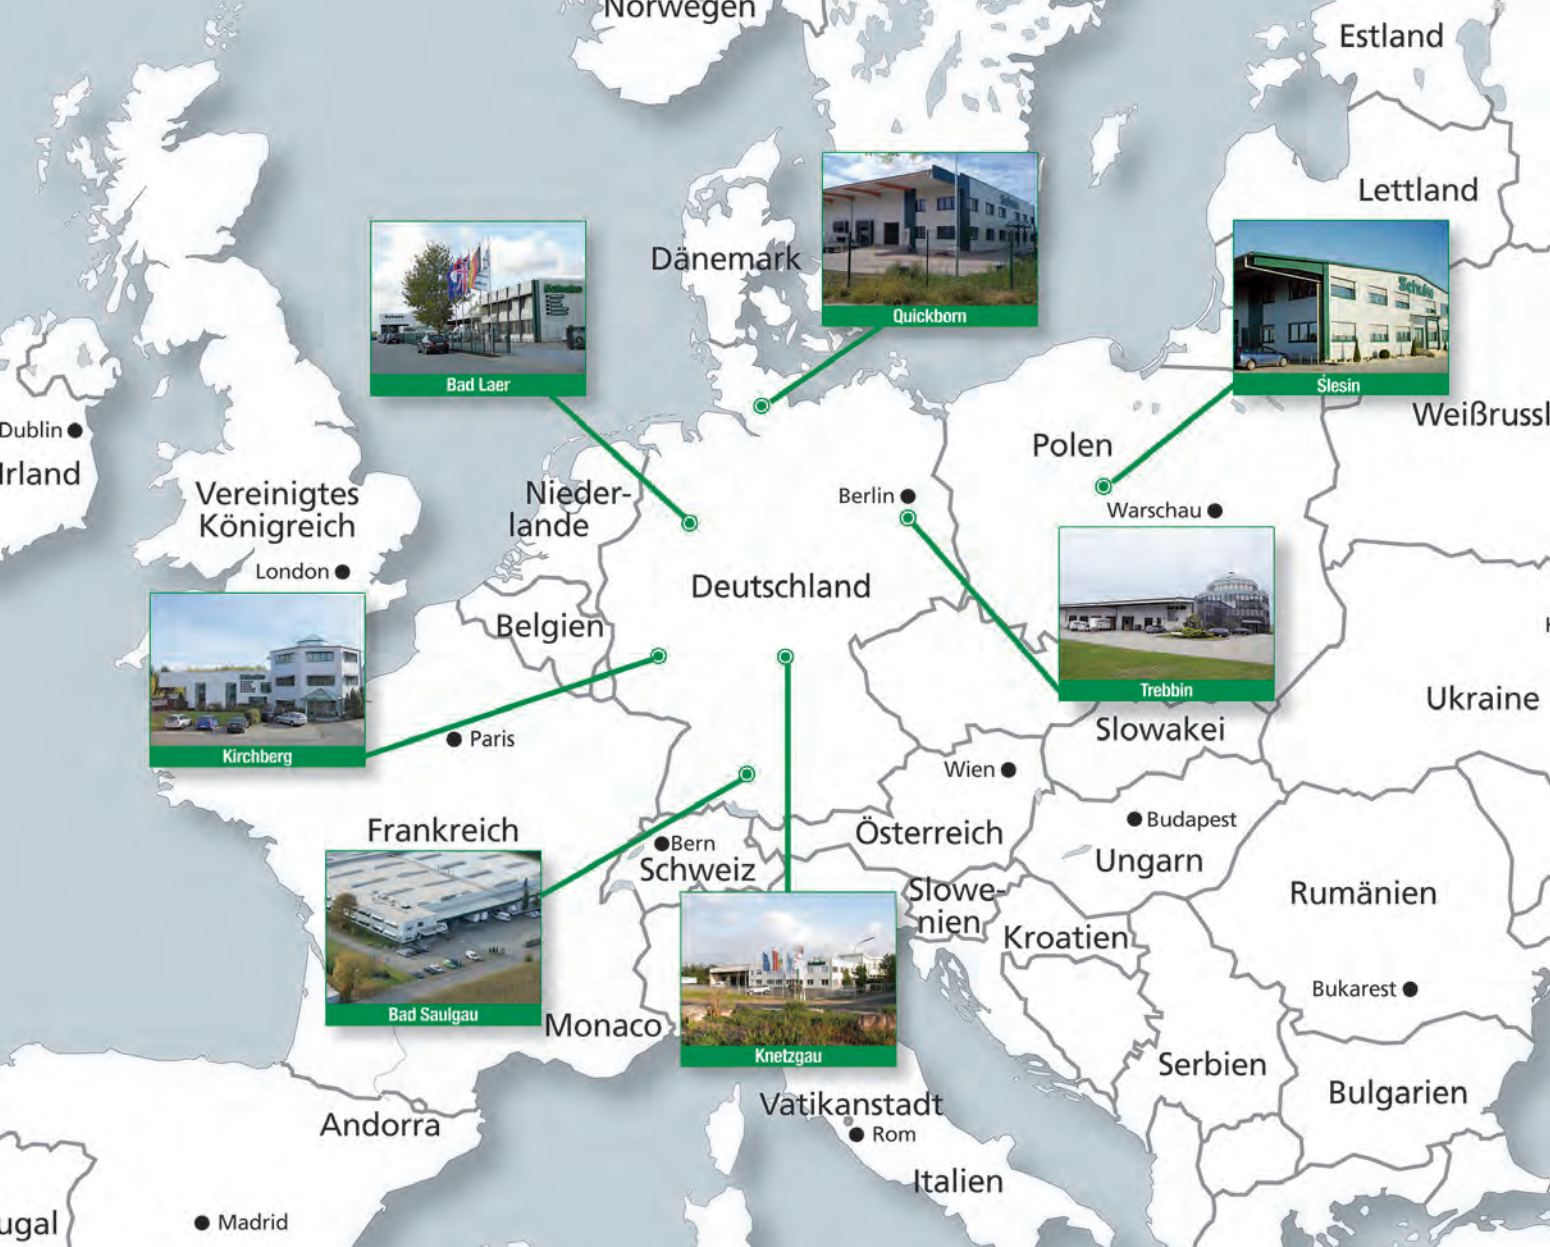 Norwegen
Estland
Lettland
Dänemark
Quickborn
Bad Laer
Ślesin
Schulte
Dublin
Irland
Weißrussl
Polen
Vereinigtes
Königreich
Nieder-
lande
Berlin
Warschau
London
Deutschland
Belgien
Kirchberg
Paris
Trebbin
Ukraine
Slowakei
Wien
Frankreich
Bern
Schweiz
Österreich
Budapest
Ungarn
Slowe-
nien
Kroatien
Rumänien
Bad Saulgau
Monaco
Knetzgau
Bukarest
Serbien
Bulgarien
Vatikanstadt
Rom
Andorra
Italien
ugal
Madrid